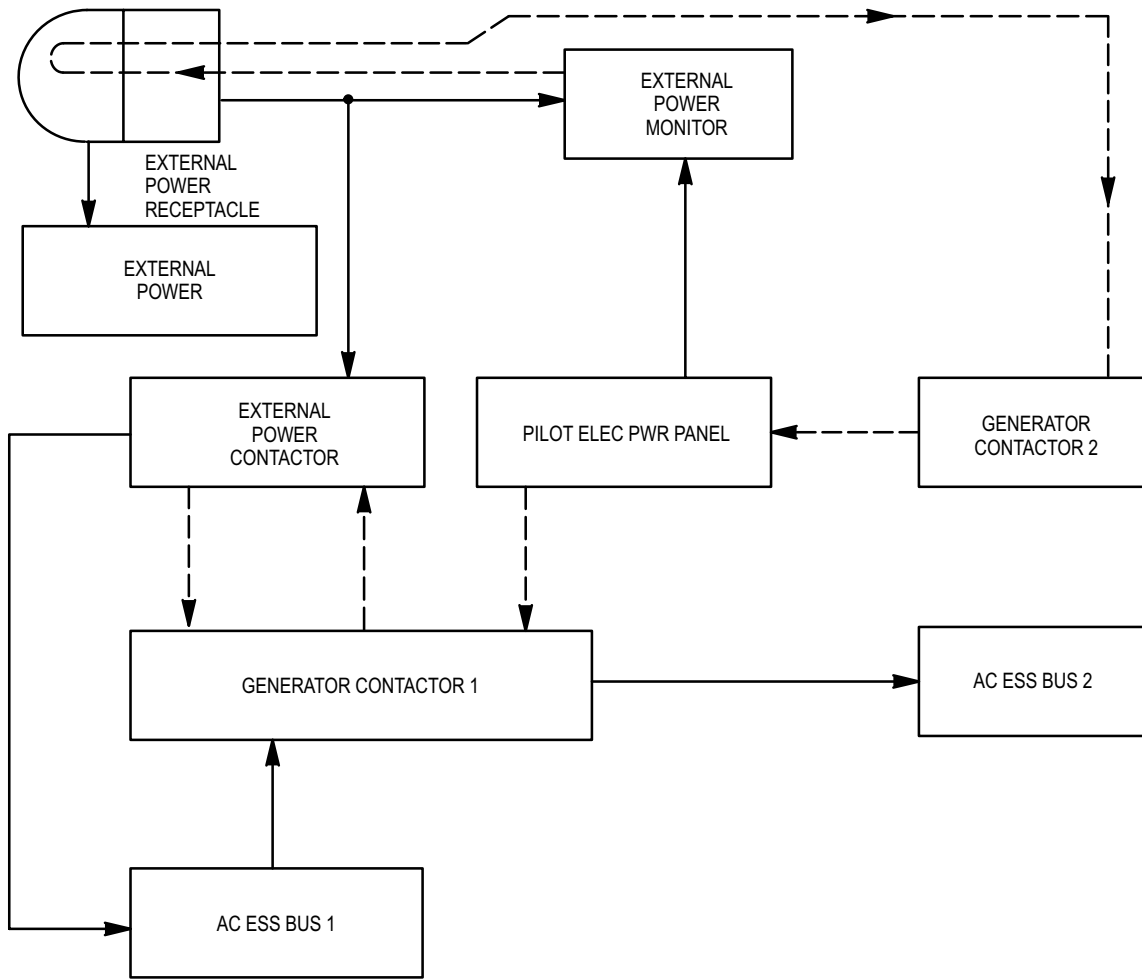 EXTERNAL
POWER
MONITOR
EXTERNAL
POWER
RECEPTACLE
EXTERNAL
POWER
EXTERNAL
POWER
CONTACTOR
PILOT ELEC PWR PANEL
GENERATOR
CONTACTOR 2
GENERATOR CONTACTOR 1
AC ESS BUS 2
AC ESS BUS 1